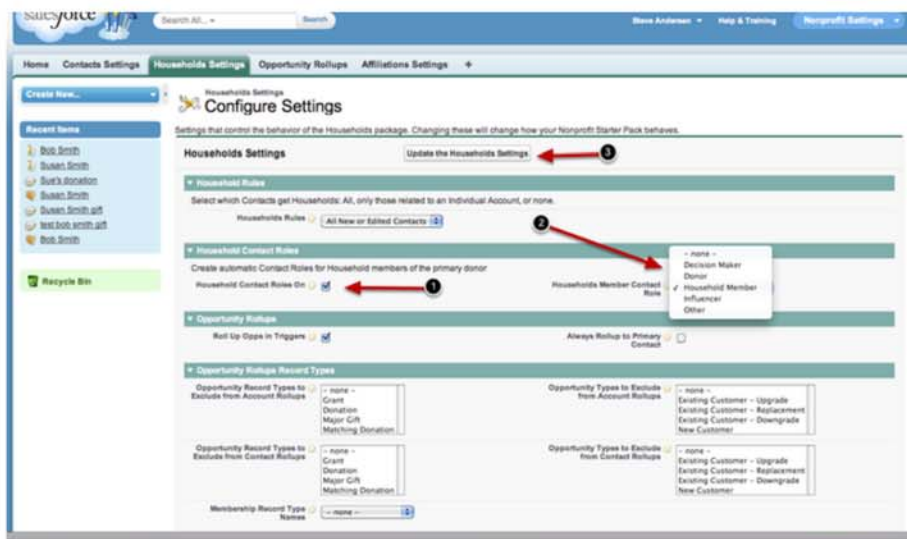 salesforce
Search All...
Search
Steve Andersen
Help & Training
Nonprofit Settings
Home Contacts Settings Households Settings Opportunity Rollups Affiliations Settings +
Create New...
Households Settings
Configure Settings
Settings that control the behavior of the Households package. Changing these will change how your Nonprofit Starter Pack behaves.
Recent Items
Bob Smith
Susan Smith
Sue's donation
Susan Smith
Susan Smith gift
test bob smith gift
Bob Smith
Recycle Bin
Households Settings
Update the Households Settings
3
Household Rules
Select which Contacts get Households: All, only those related to an Individual Account, or none.
Households Rules
All New or Edited Contacts
2
Household Contact Roles
Create automatic Contact Roles for Household members of the primary donor
Household Contact Roles On
1
Households Member Contact
Role
- none -
Decision Maker
Donor
✓ Household Member
Influencer
Other
Opportunity Rollups
Roll Up Opps in Triggers
Always Rollup to Primary
Contact
Opportunity Rollups Record Types
Opportunity Record Types to
Exclude from Account Rollups
- none -
Grant
Donation
Major Gift
Matching Donation
Opportunity Types to Exclude
from Account Rollups
- none -
Existing Customer - Upgrade
Existing Customer - Replacement
Existing Customer - Downgrade
New Customer
Opportunity Record Types to
Exclude from Contact Rollups
- none -
Grant
Donation
Major Gift
Matching Donation
Opportunity Types to Exclude
from Contact Rollups
- none -
Existing Customer - Upgrade
Existing Customer - Replacement
Existing Customer - Downgrade
New Customer
Membership Record Type
Names
- none -